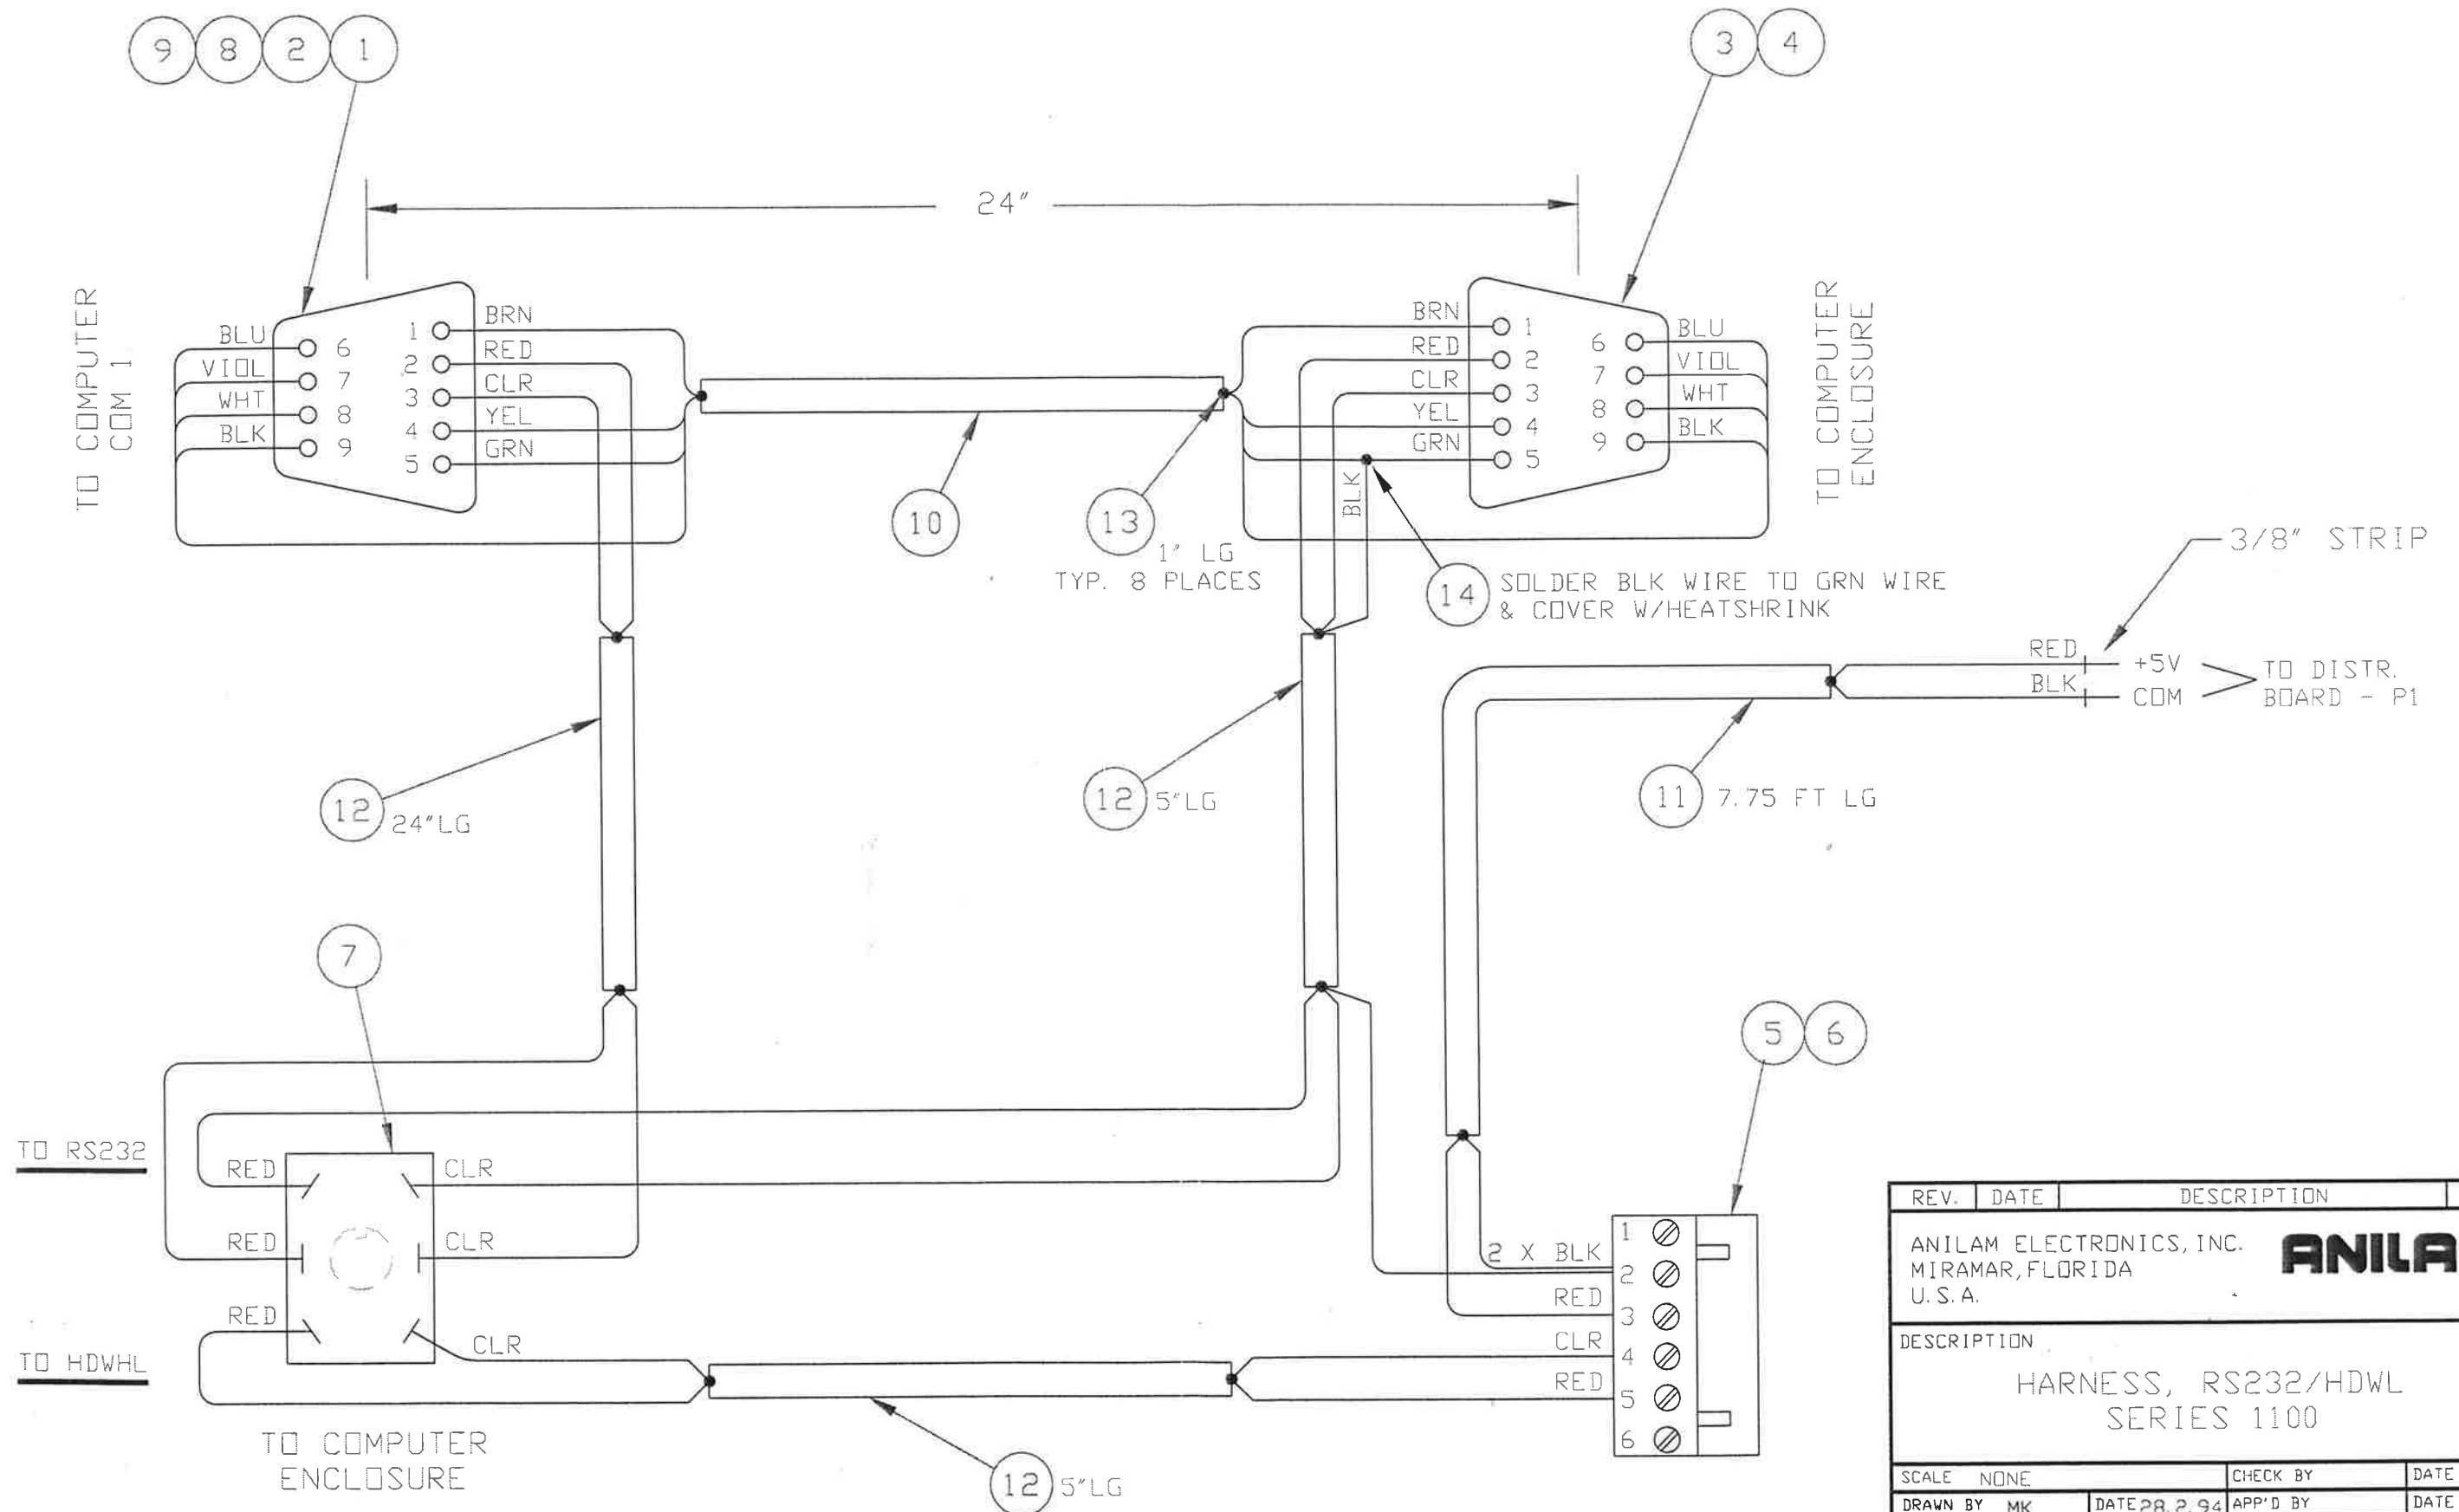 9 8 2 1
3 4
24"
TO COMPUTER
COM 1
BLU 6
VIOL 7
WHT 8
BLK 9
1 BRN
2 RED
3 CLR
4 YEL
5 GRN
BRN 1
RED 2
CLR 3
YEL 4
GRN 5
BLK
6 BLU
7 VIOL
8 WHT
9 BLK
TO COMPUTER
ENCLOSURE
10
13
1" LG
TYP. 8 PLACES
14
SOLDER BLK WIRE TO GRN WIRE
& COVER W/HEATSHRINK
3/8" STRIP
RED +5V
BLK COM
TO DISTR.
BOARD - P1
12 24"LG
12 5"LG
11 7.75 FT LG
7
5 6
TO RS232
RED CLR
RED CLR
RED CLR
TO HDWHL
TO COMPUTER
ENCLOSURE
12 5"LG
1
2 X BLK 2
RED 3
CLR 4
RED 5
6
REV. DATE DESCRIPTION
ANILAM ELECTRONICS, INC.
MIRAMAR, FLORIDA
U.S.A.
ANILA
DESCRIPTION
HARNESS, RS232/HDWL
SERIES 1100
SCALE NONE CHECK BY DATE
DRAWN BY MK DATE 28.2.94 APP'D BY DATE